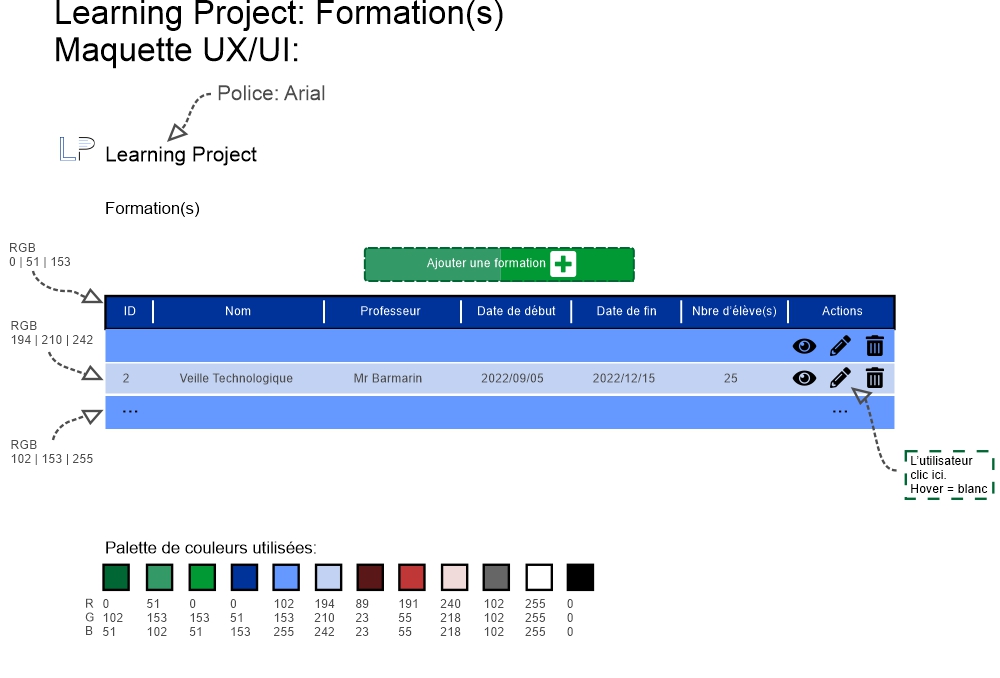 Learning Project: Formation(s)
Maquette UX/UI:
Police: Arial
LP
Learning Project
Formation(s)
RGB
0 | 51 | 153
Ajouter une formation
ID Nom Professeur Date de début Date de fin Nbre d'élève(s) Actions
RGB
194 | 210 | 242
2 Veille Technologique Mr Barmarin 2022/09/05 2022/12/15 25
... ...
RGB
102 | 153 | 255
L'utilisateur
clic ici.
Hover = blanc
Palette de couleurs utilisées:
R 0 51 0 0 102 194 89 191 240 102 255 0
G 102 153 153 51 153 210 23 55 218 102 255 0
B 51 102 51 153 255 242 23 55 218 102 255 0